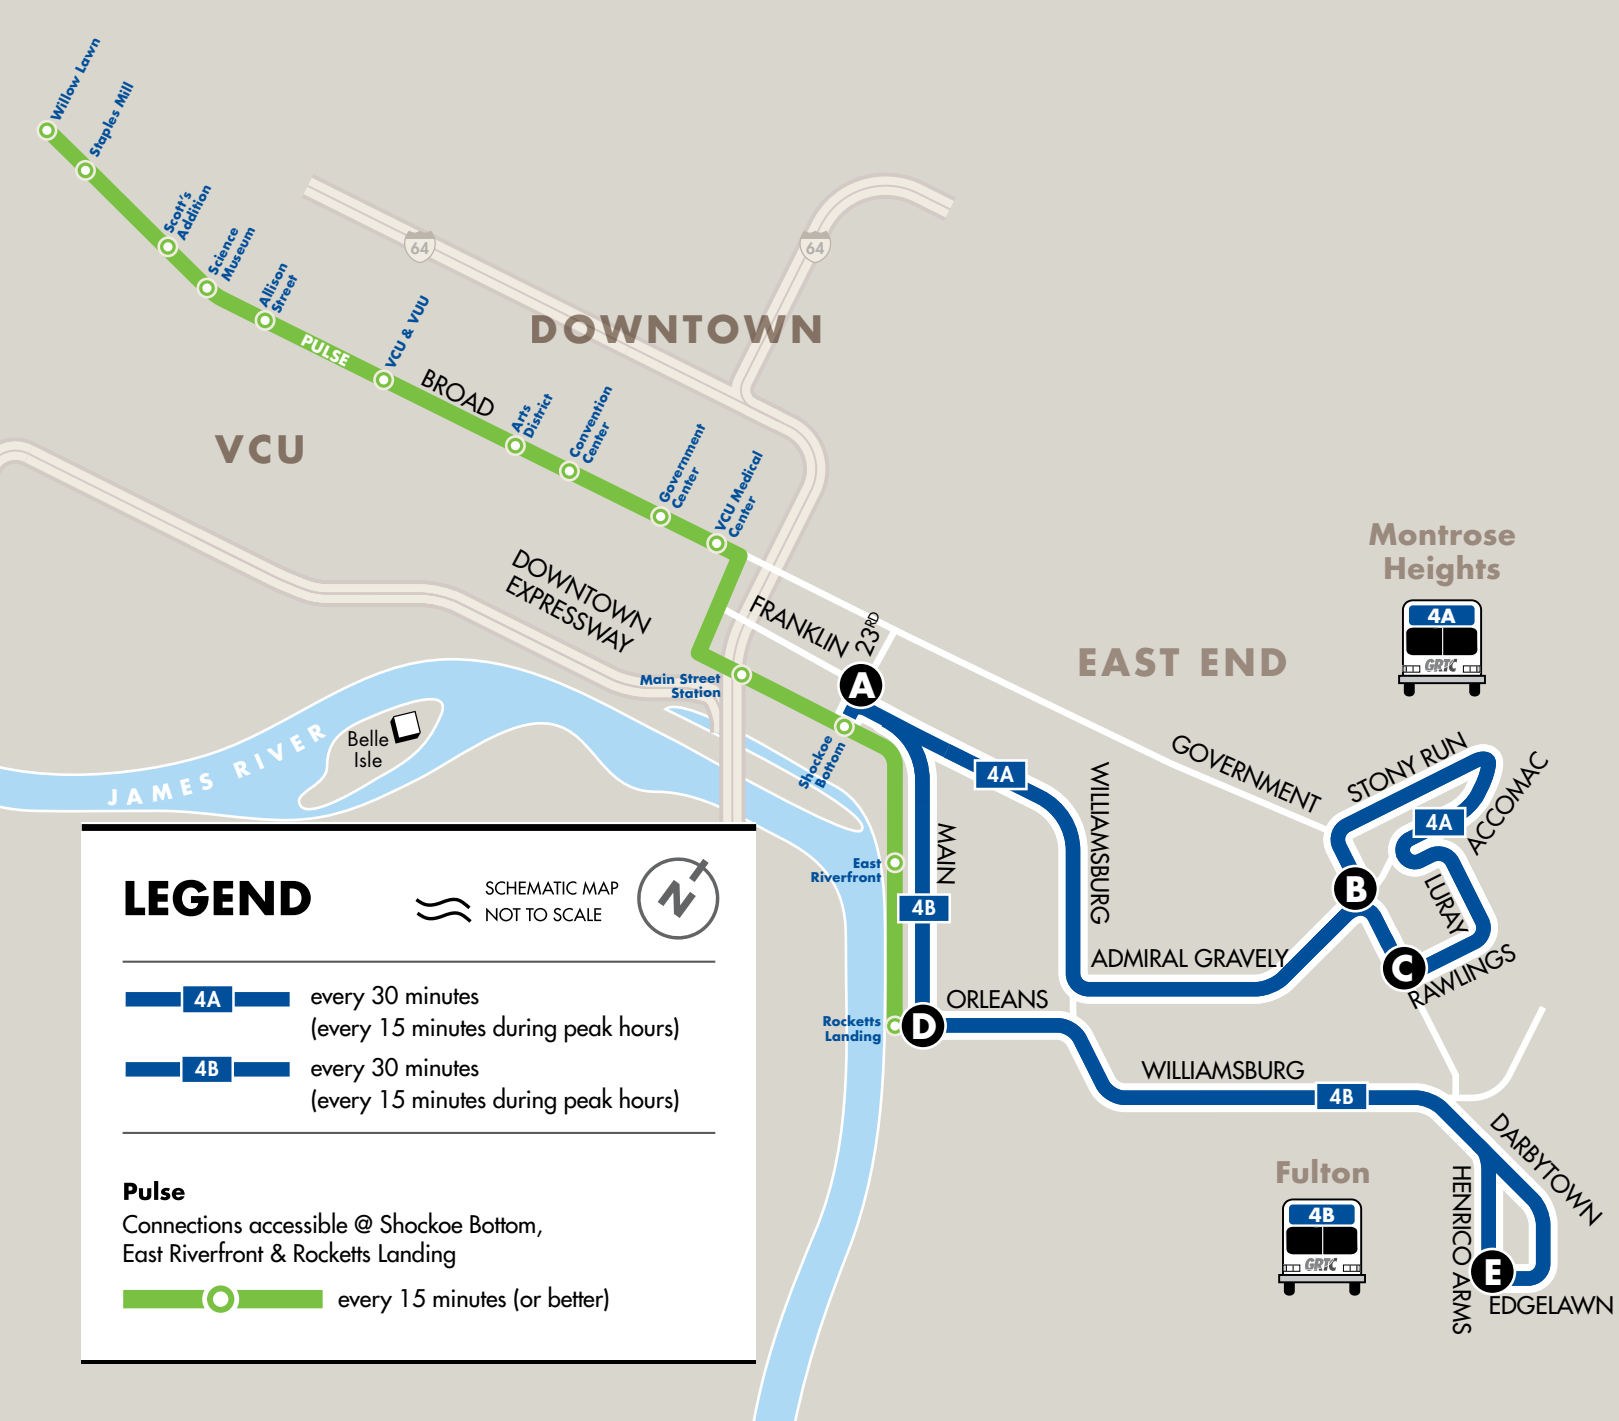 Willow Lawn
Staples Mill
Scott's
Addition
Science
Museum
Allison
Street
PULSE
VCU & VUU
BROAD
Arts
District
Convention
Center
Government
Center
VCU Medical
Center
64
64
DOWNTOWN
VCU
DOWNTOWN
EXPRESSWAY
FRANKLIN
23RD
Main Street
Station
A
Shockoe
Bottom
Belle
Isle
JAMES RIVER
EAST END
Montrose
Heights
4A
GRTC
GOVERNMENT
STONY RUN
ACCOMAC
4A
LURAY
RAWLINGS
B
C
4A
WILLIAMSBURG
ADMIRAL GRAVELY
MAIN
East
Riverfront
4B
Rocketts
Landing
D
ORLEANS
WILLIAMSBURG
4B
DARBYTOWN
HENRICO ARMS
E
EDGELAWN
Fulton
4B
GRTC
LEGEND
SCHEMATIC MAP
NOT TO SCALE
N
4A
every 30 minutes
(every 15 minutes during peak hours)
4B
every 30 minutes
(every 15 minutes during peak hours)
Pulse
Connections accessible @ Shockoe Bottom,
East Riverfront & Rocketts Landing
every 15 minutes (or better)